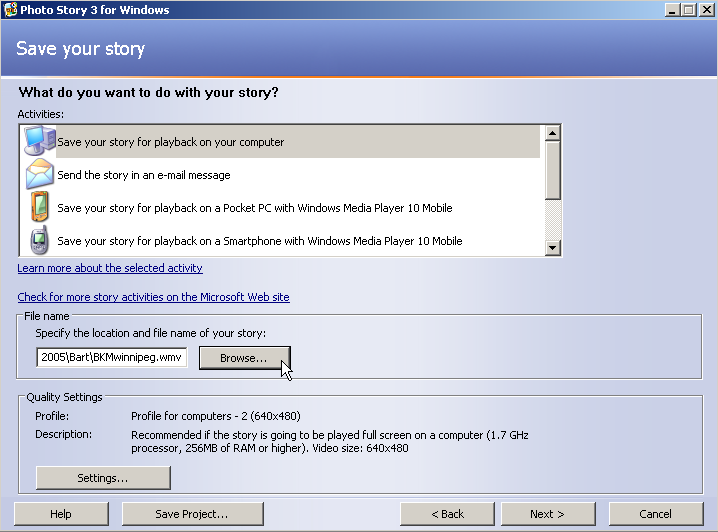 Photo Story 3 for Windows
Save your story
What do you want to do with your story?
Activities:
Save your story for playback on your computer
Send the story in an e-mail message
Save your story for playback on a Pocket PC with Windows Media Player 10 Mobile
Save your story for playback on a Smartphone with Windows Media Player 10 Mobile
Learn more about the selected activity
Check for more story activities on the Microsoft Web site
File name
Specify the location and file name of your story:
2005\Bart\BKMwinnipeg.wmv
Browse...
Quality Settings
Profile: Profile for computers - 2 (640x480)
Description: Recommended if the story is going to be played full screen on a computer (1.7 GHz
processor, 256MB of RAM or higher). Video size: 640x480
Settings...
Help Save Project... < Back Next > Cancel